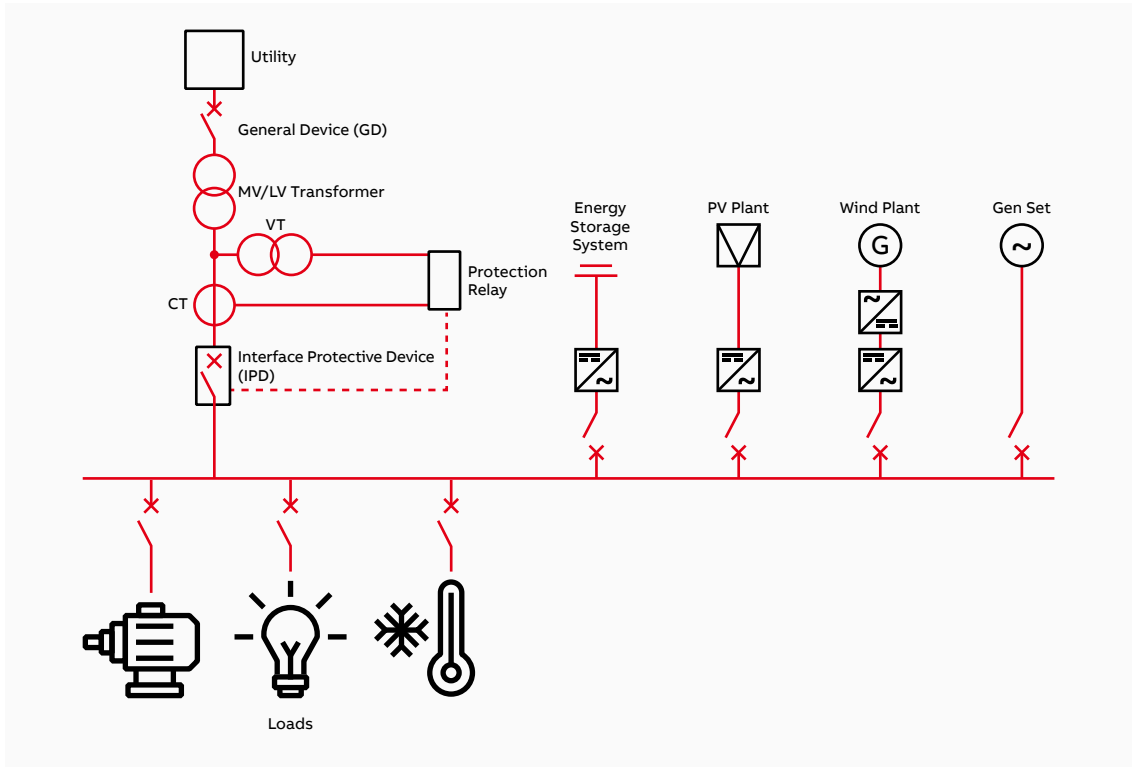 Utility
General Device (GD)
MV/LV Transformer
VT
Protection
Relay
CT
Interface Protective Device
(IPD)
Energy
Storage
System
PV Plant
Wind Plant
G
Gen Set
Loads